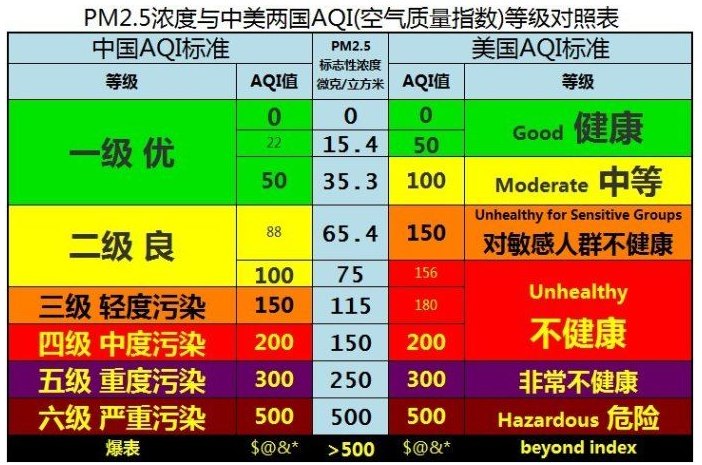 PM2.5浓度与中美两国AQI(空气质量指数)等级对照表
中国AQI标准 PM2.5 美国AQI标准
标志性浓度
等级 AQI值 微克/立方米 AQI值 等级
0 0 0
一级 优 22 15.4 50 Good 健康
50 35.3 100 Moderate 中等
Unhealthy for Sensitive Groups
二级 良 88 65.4 150 对敏感人群不健康
100 75 156
三级 轻度污染 150 115 180 Unhealthy
四级 中度污染 200 150 200 不健康
五级 重度污染 300 250 300 非常不健康
六级 严重污染 500 500 500 Hazardous 危险
爆表 $@&* >500 $@&* beyond index